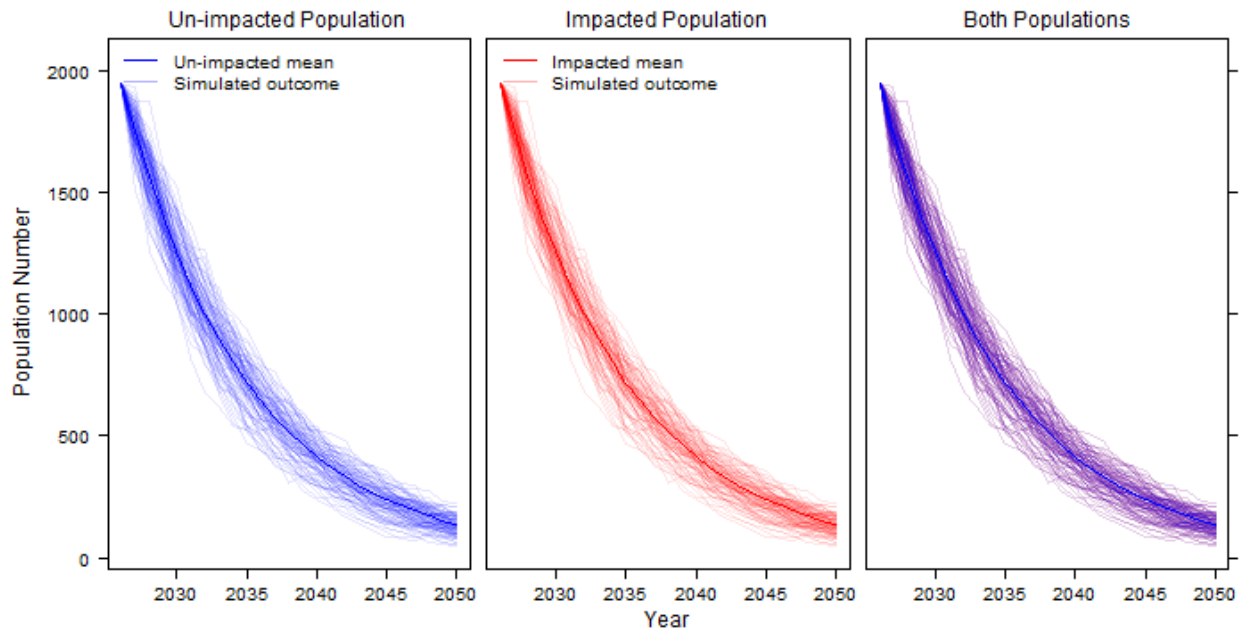 Un-impacted Population
Impacted Population
Both Populations
Un-impacted mean
Simulated outcome
Impacted mean
Simulated outcome
Population Number
2000
1500
1000
500
0
2030 2035 2040 2045 2050
2030 2035 2040 2045 2050
2030 2035 2040 2045 2050
Year